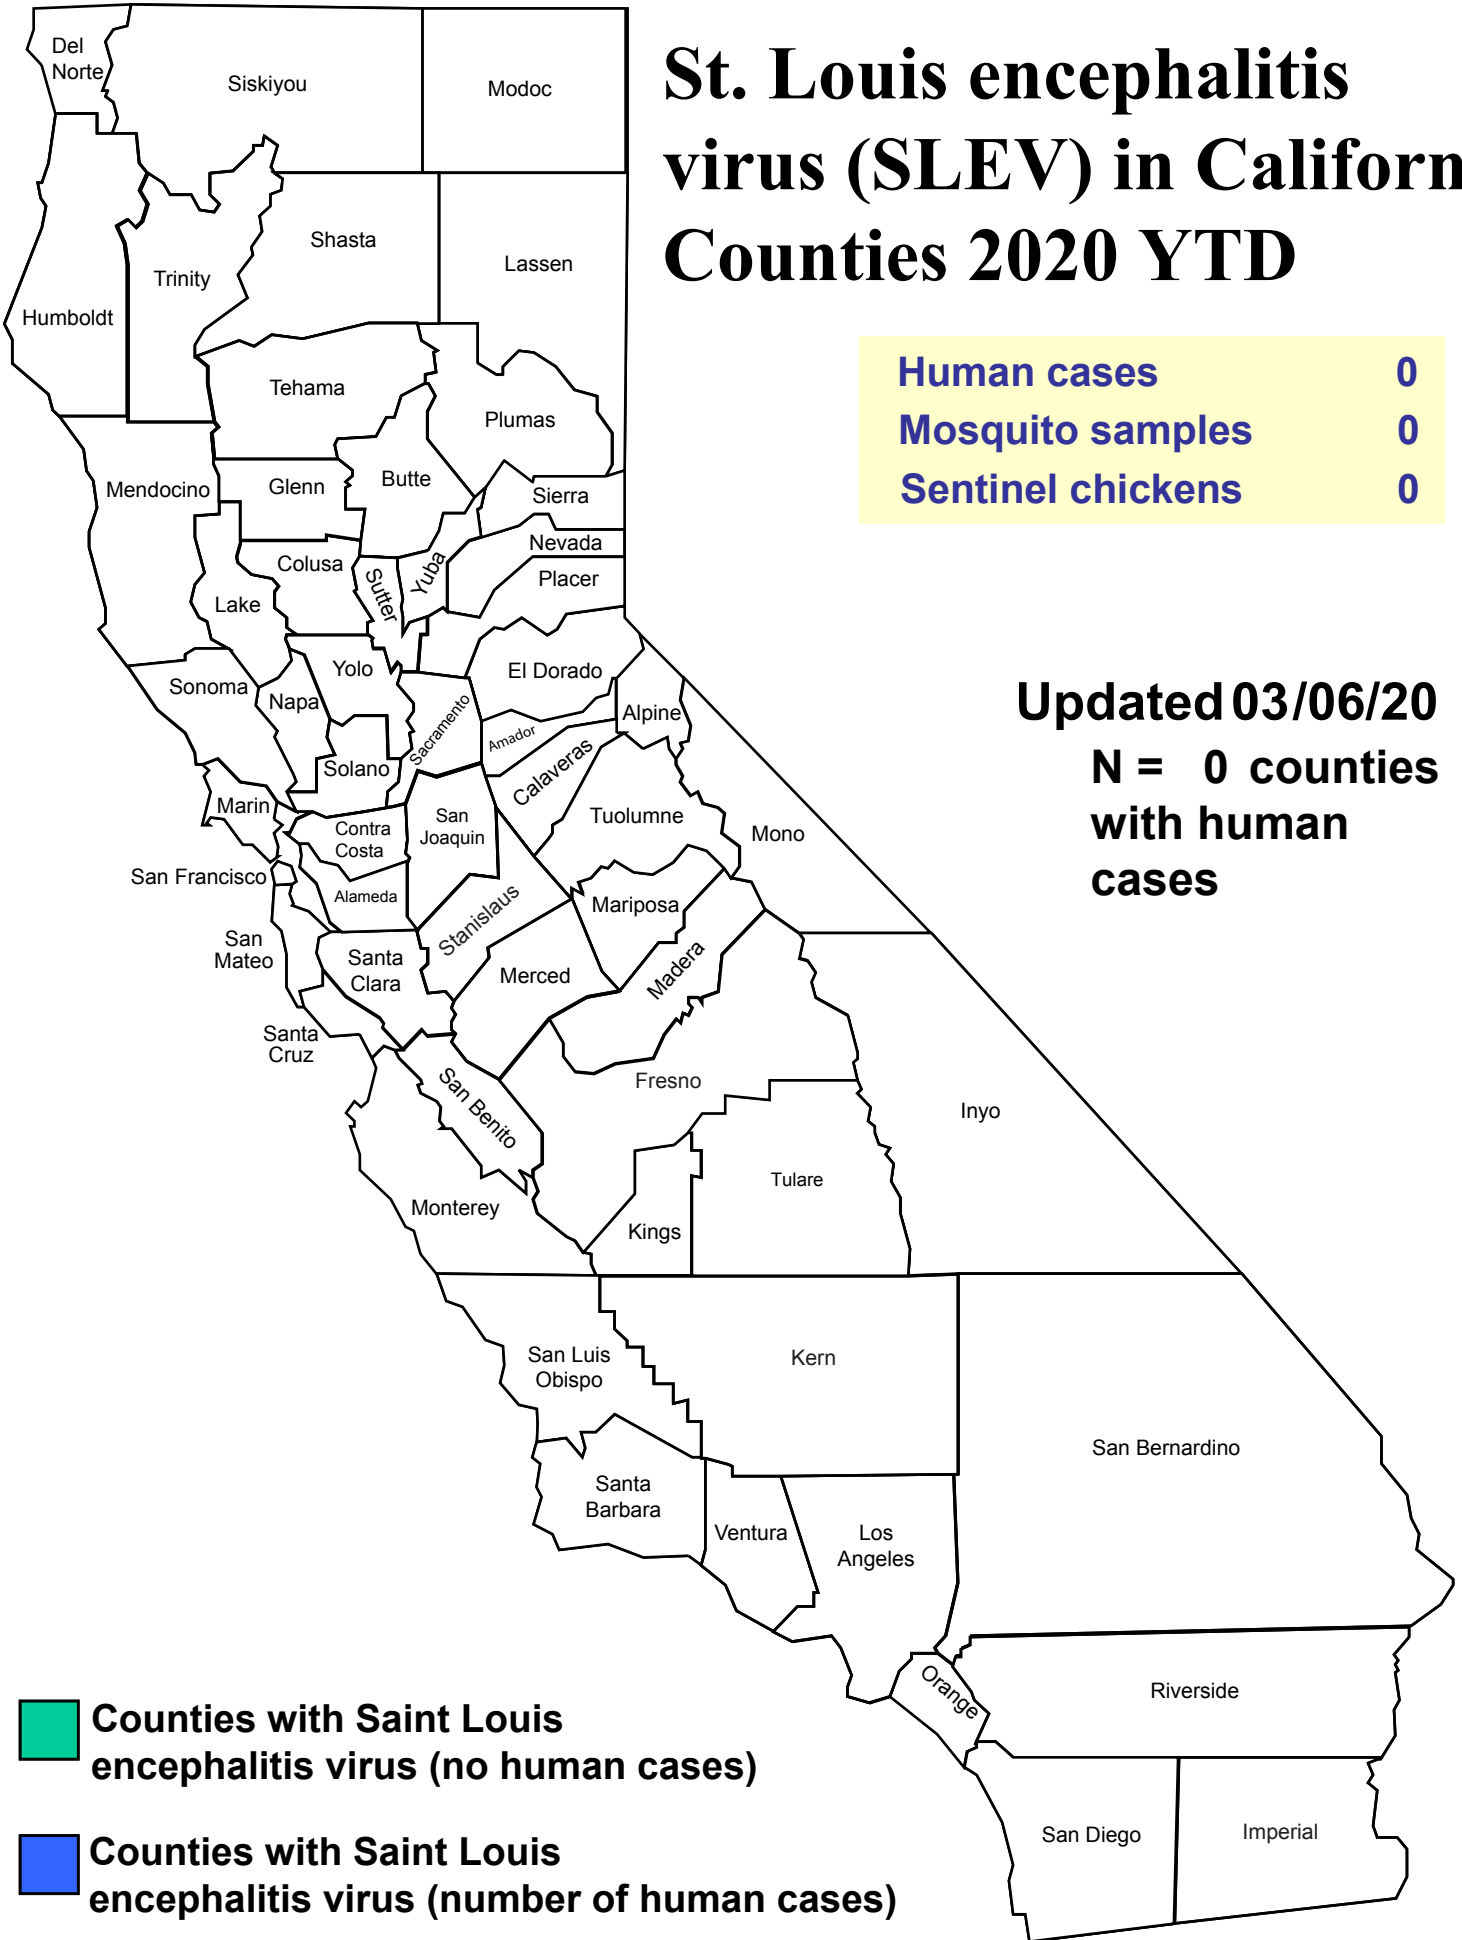 St. Louis encephalitis
virus (SLEV) in Californ
Counties 2020 YTD
Human cases 0
Mosquito samples 0
Sentinel chickens 0
Updated 03/06/20
N = 0 counties
with human
cases
Del
Norte
Siskiyou
Modoc
Shasta
Lassen
Trinity
Humboldt
Tehama
Plumas
Mendocino
Glenn
Butte
Sierra
Nevada
Colusa
Sutter
Yuba
Placer
Lake
Yolo
El Dorado
Sonoma
Napa
Sacramento
Alpine
Amador
Solano
Calaveras
Marin
Contra
Costa
San
Joaquin
Tuolumne
Mono
San Francisco
Alameda
Stanislaus
Mariposa
San
Mateo
Santa
Clara
Merced
Madera
Santa
Cruz
San Benito
Fresno
Inyo
Monterey
Kings
Tulare
San Luis
Obispo
Kern
San Bernardino
Santa
Barbara
Ventura
Los
Angeles
Orange
Riverside
San Diego
Imperial
Counties with Saint Louis
encephalitis virus (no human cases)
Counties with Saint Louis
encephalitis virus (number of human cases)